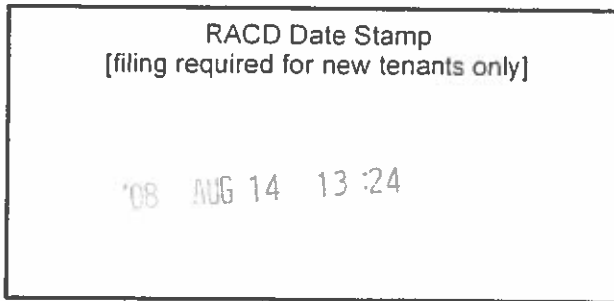 RACD Date Stamp
[filing required for new tenants only]
'08 AUG 14 13:24